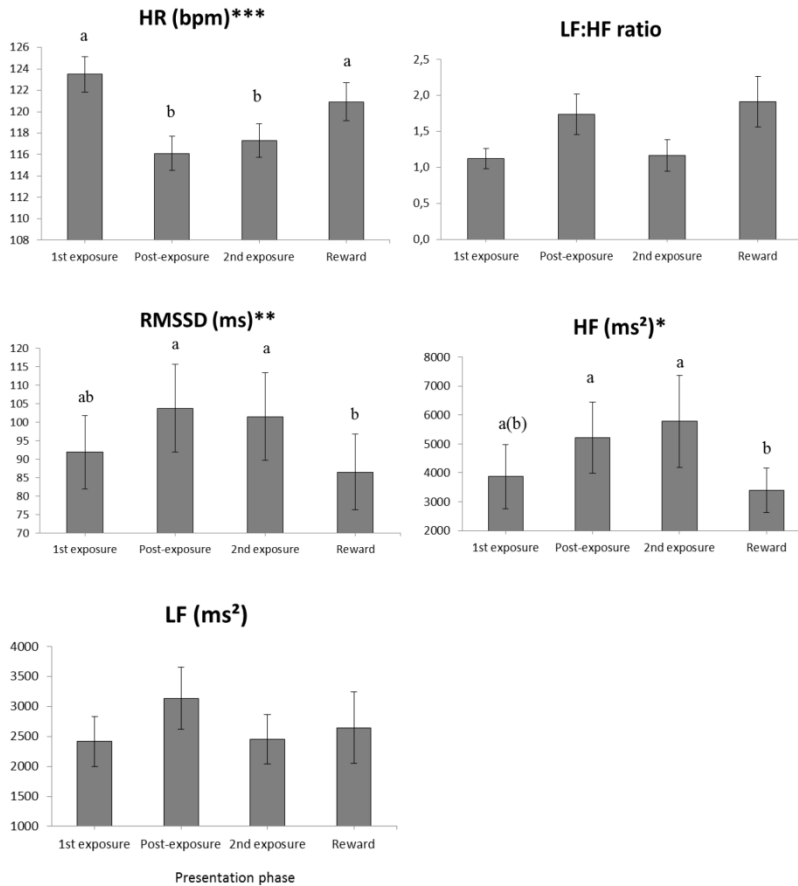 HR (bpm)***
126
124
122
120
118
116
114
112
110
108
a
b
b
a
1st exposure Post-exposure 2nd exposure Reward
LF:HF ratio
2,5
2,0
1,5
1,0
0,5
0,0
1st exposure Post-exposure 2nd exposure Reward
RMSSD (ms)**
120
115
110
105
100
95
90
85
80
75
70
ab
a
a
b
1st exposure Post-exposure 2nd exposure Reward
HF (ms²)*
8000
7000
6000
5000
4000
3000
2000
a(b)
a
a
b
1st exposure Post-exposure 2nd exposure Reward
LF (ms²)
4000
3500
3000
2500
2000
1500
1000
1st exposure Post-exposure 2nd exposure Reward
Presentation phase